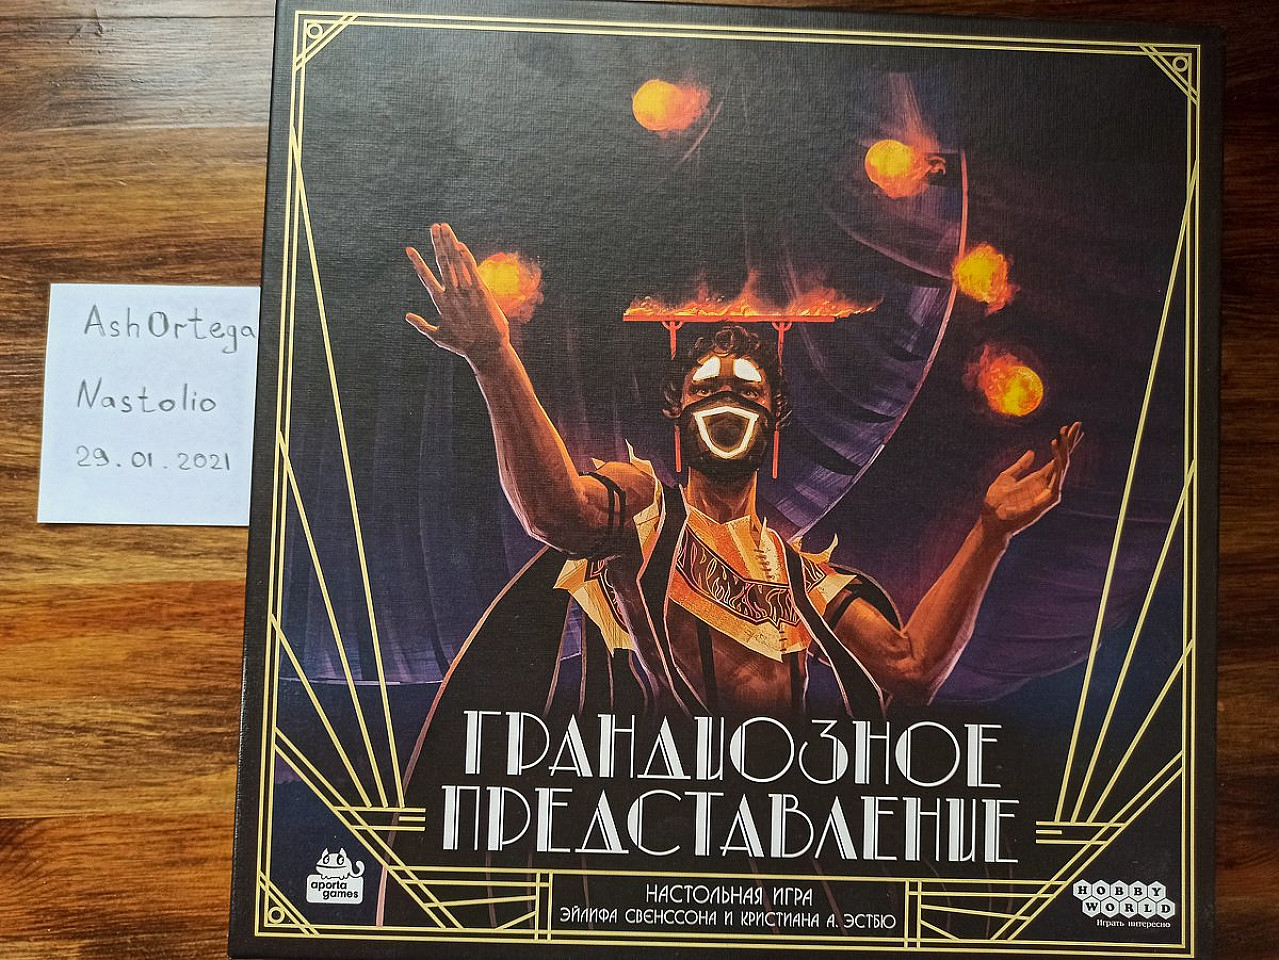 AshOrtega
Nastolio
29.01.2021
ГРАНДИОЗНОЕ
ПРЕДСТАВЛЕНИЕ
НАСТОЛЬНАЯ ИГРА
ЭЙЛИФА СВЕНССОНА И КРИСТИАНА А. ЭСТБЮ
aporta
games
HOBBY
WORLD
Играть интересно